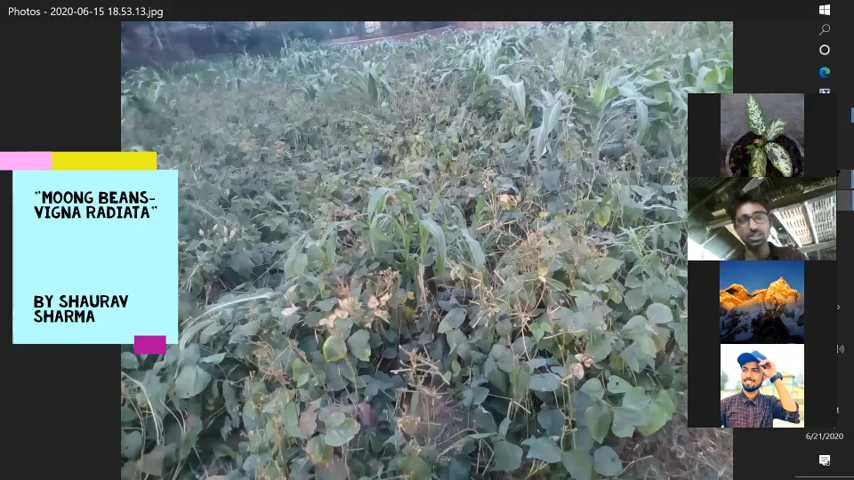 Photos - 2020-06-15 18.53.13.jpg
"MOONG BEANS-
VIGNA RADIATA"
BY SHAURAV
SHARMA
6/21/2020